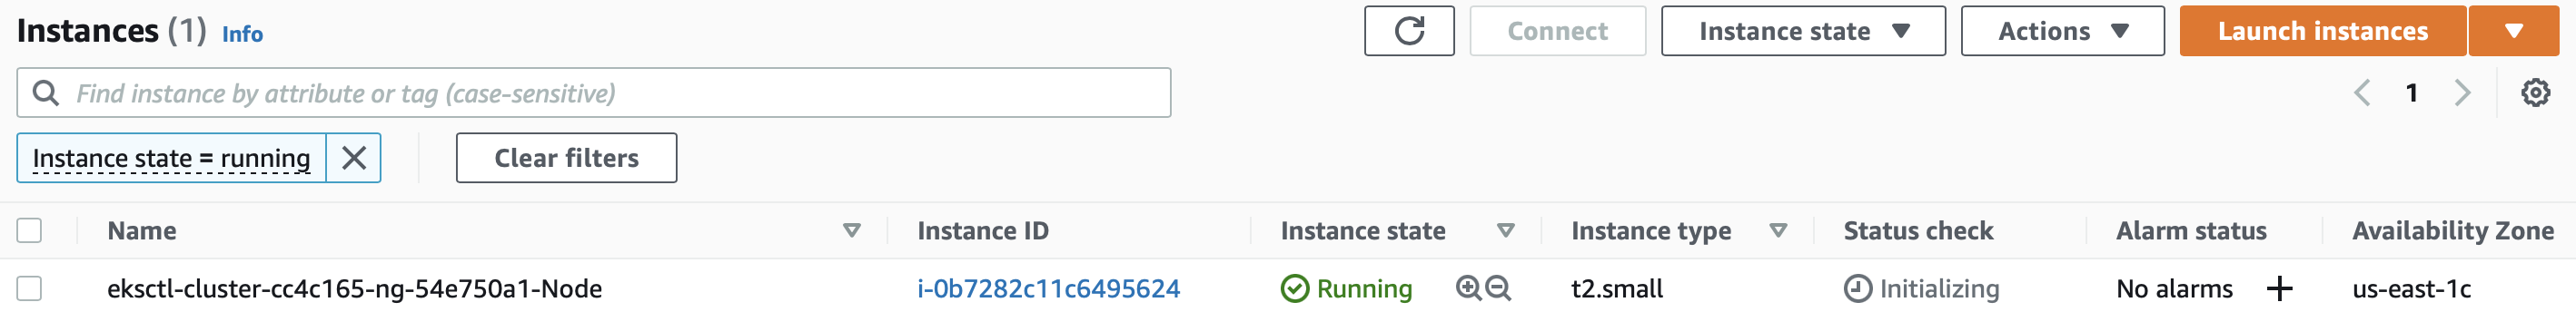 Instances (1) Info Connect Instance state Actions Launch instances
Find instance by attribute or tag (case-sensitive) 1
Instance state = running Clear filters
Name Instance ID Instance state Instance type Status check Alarm status Availability Zone
eksctl-cluster-cc4c165-ng-54e750a1-Node i-0b7282c11c6495624 Running t2.small Initializing No alarms + us-east-1c